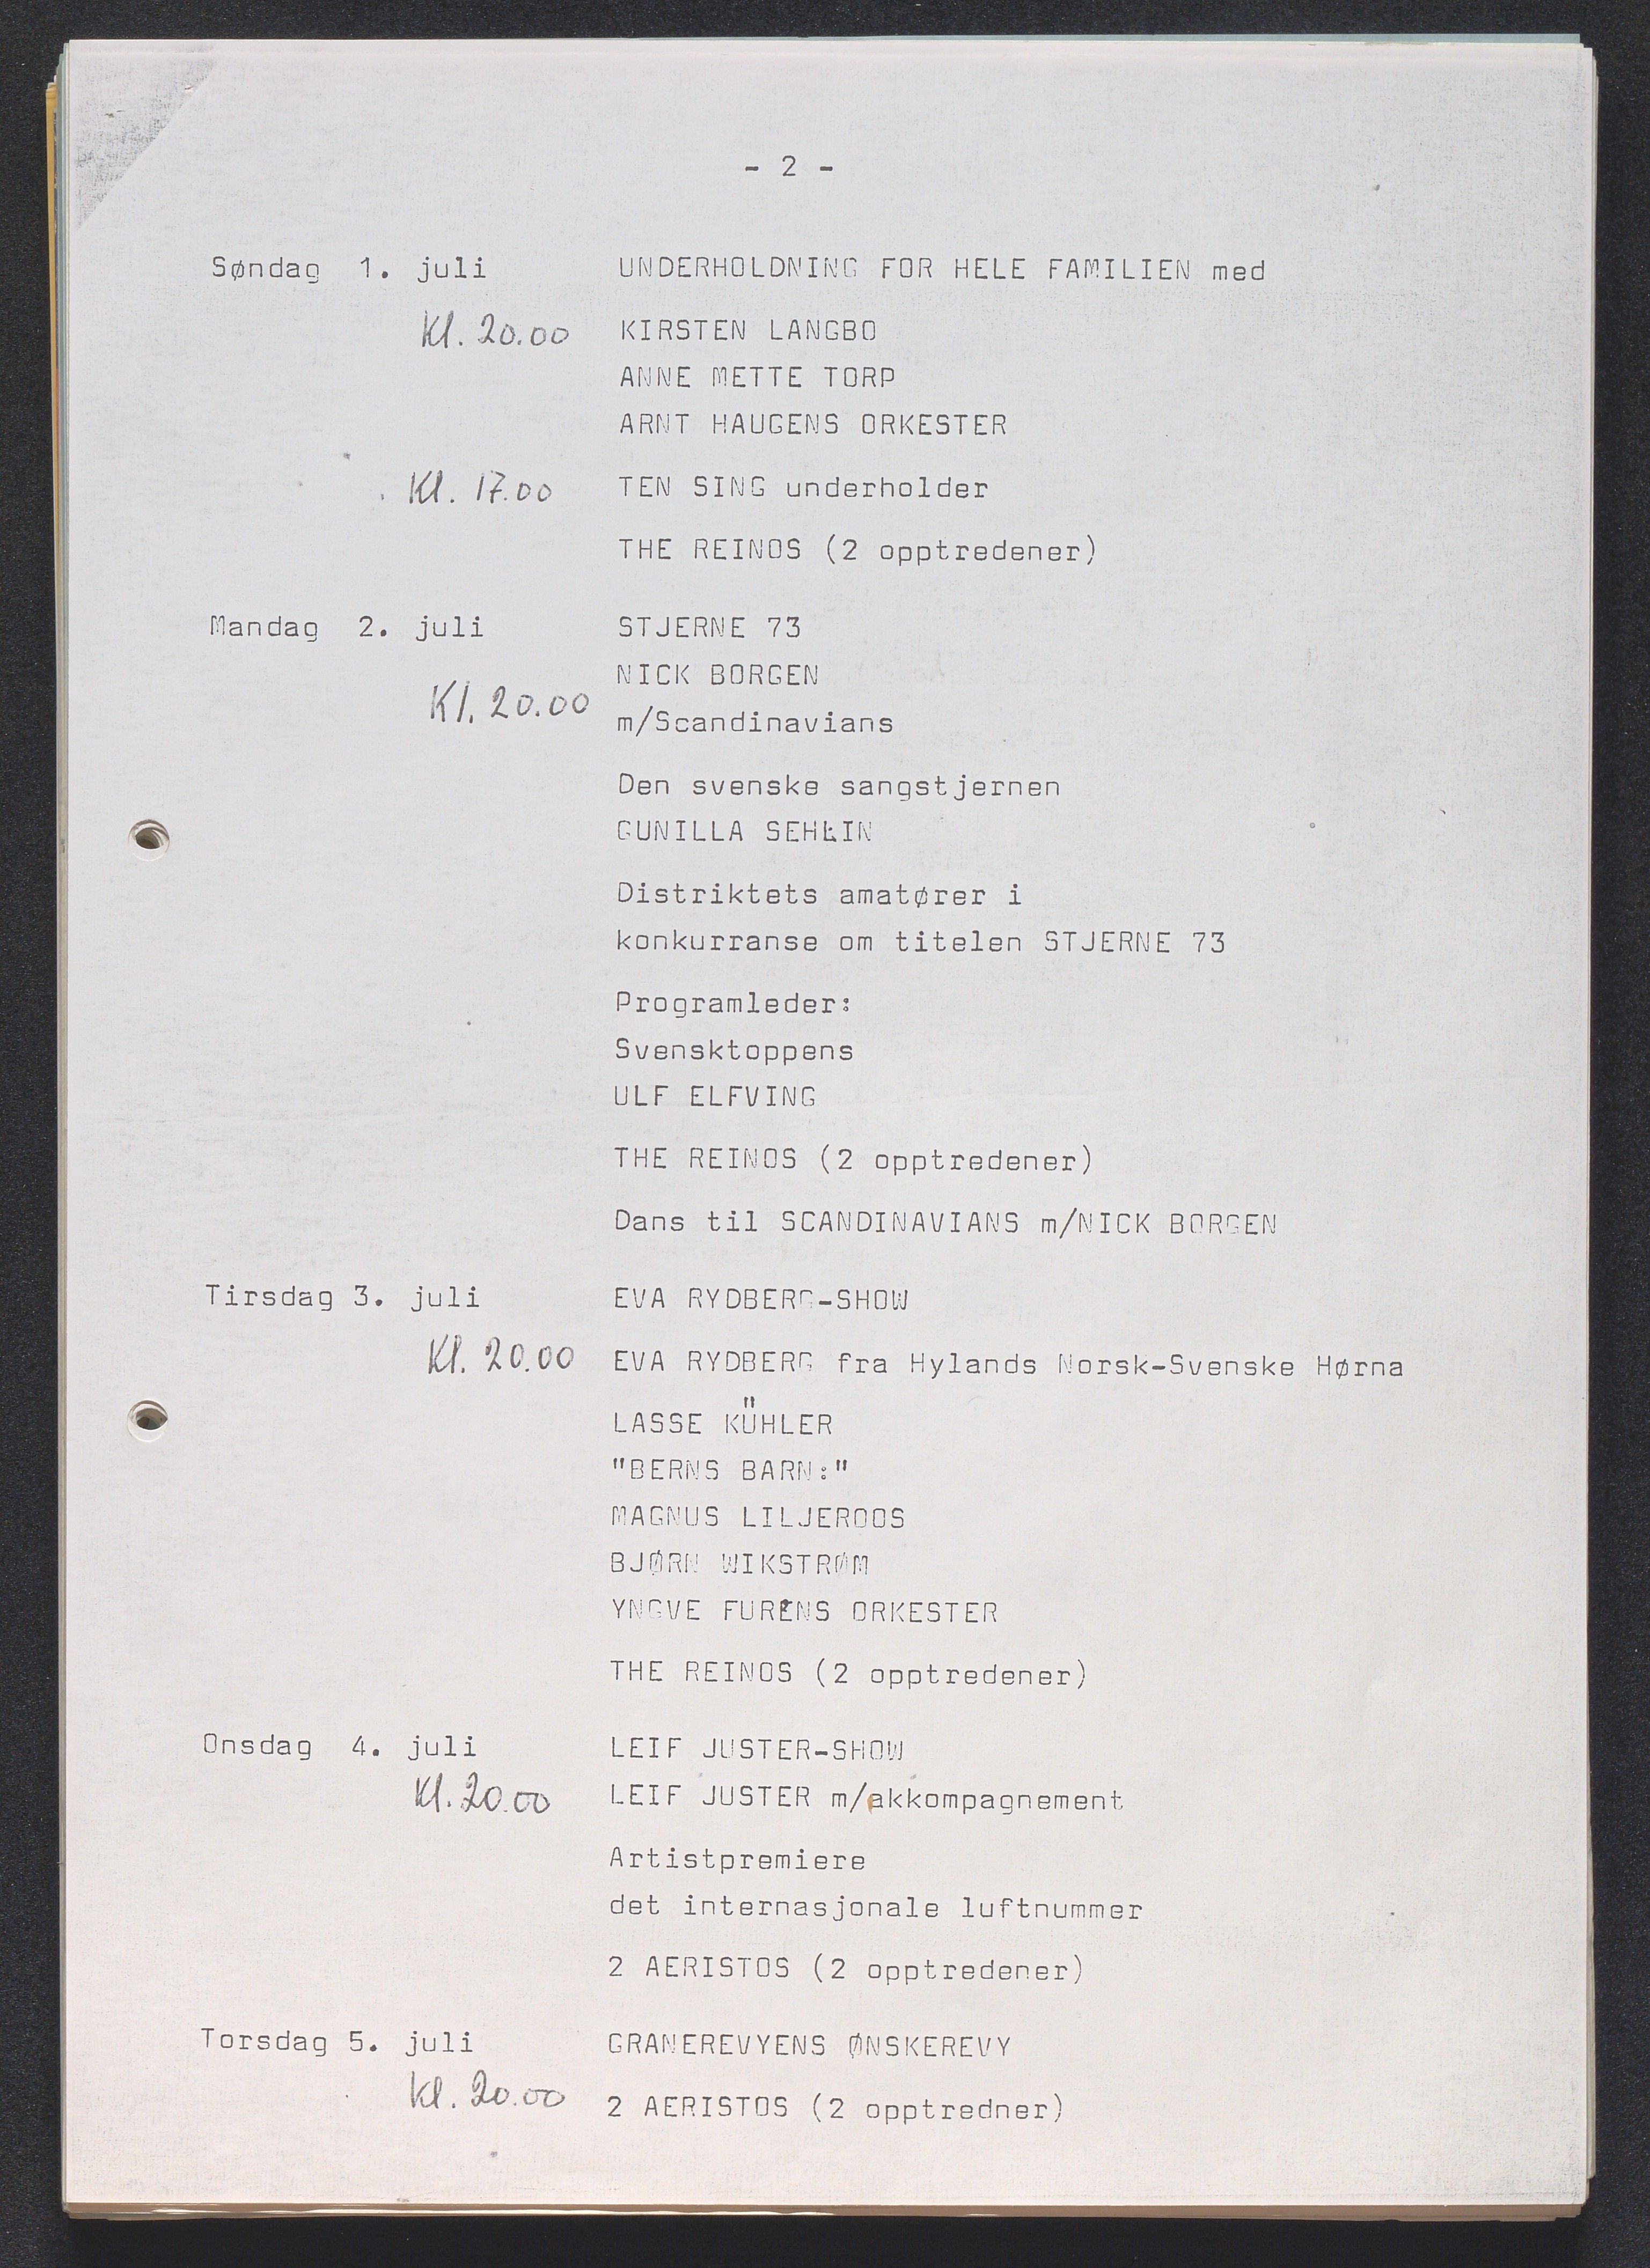 - 2 -
Søndag 1. juli UNDERHOLDNING FOR HELE FAMILIEN med
Kl. 20.00 KIRSTEN LANGBO
ANNE METTE TORP
ARNT HAUGENS ORKESTER
Kl. 17.00 TEN SING underholder
THE REINOS (2 opptredener)
Mandag 2. juli STJERNE 73
NICK BORGEN
Kl. 20.00 m/Scandinavians
Den svenske sangstjernen
GUNILLA SEHLIN
Distriktets amatører i
konkurranse om titelen STJERNE 73
Programleder:
Svensktoppens
ULF ELFVING
THE REINOS (2 opptredener)
Dans til SCANDINAVIANS m/NICK BORGEN
Tirsdag 3. juli EVA RYDBERG-SHOW
Kl. 20.00 EVA RYDBERG fra Hylands Norsk-Svenske Hørna
LASSE KÜHLER
"BERNS BARN:"
MAGNUS LILJEROOS
BJØRN WIKSTRØM
YNGVE FURENS ORKESTER
THE REINOS (2 opptredener)
Onsdag 4. juli LEIF JUSTER-SHOW
Kl. 20.00 LEIF JUSTER m/akkompagnement
Artistpremiere
det internasjonale luftnummer
2 AERISTOS (2 opptredener)
Torsdag 5. juli GRANEREVYENS ØNSKEREVY
Kl. 20.00 2 AERISTOS (2 opptredner)